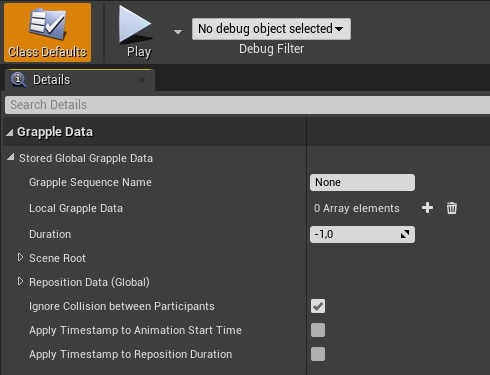 No debug object selected
Class Defaults
Play
Debug Filter
Details
Search Details
Grapple Data
Stored Global Grapple Data
Grapple Sequence Name
None
Local Grapple Data
0 Array elements
Duration
-1,0
Scene Root
Reposition Data (Global)
Ignore Collision between Participants
Apply Timestamp to Animation Start Time
Apply Timestamp to Reposition Duration